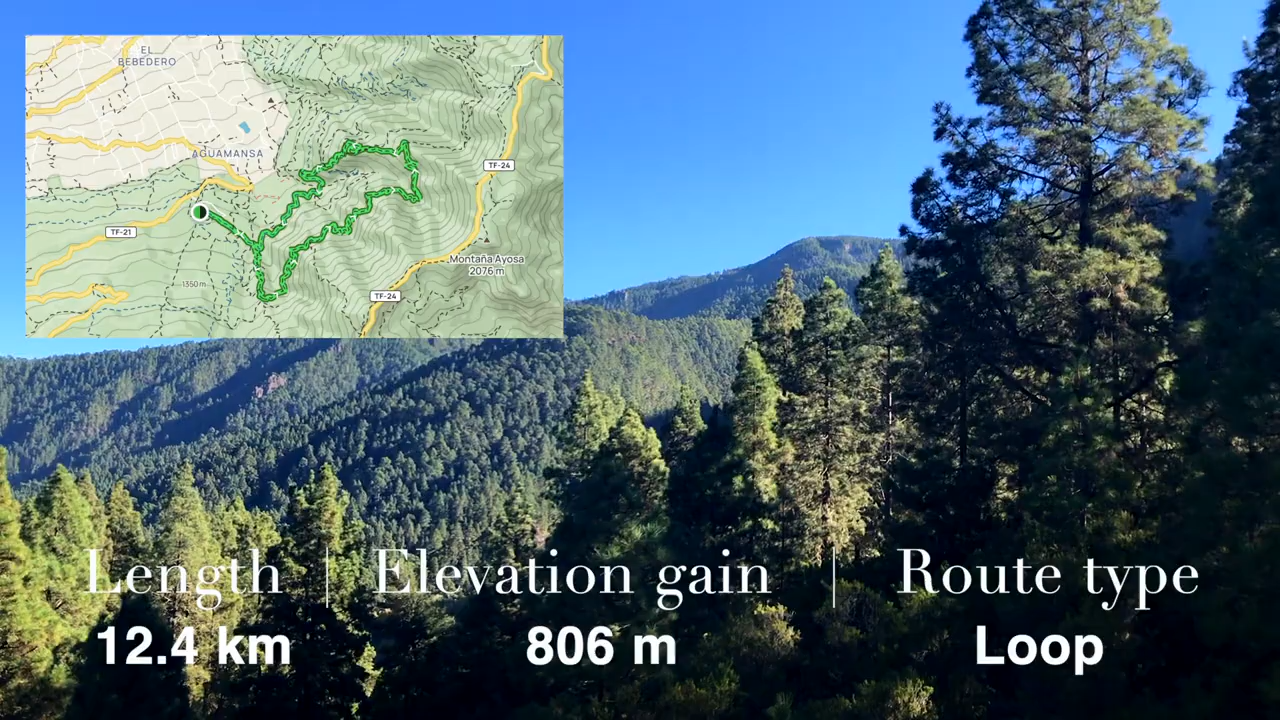 EL
BEBEDERO
AGUAMANSA
TF-24
TF-21
Montaña Ayosa
2076 m
1350 m
TF-24
Length | Elevation gain | Route type
12.4 km 806 m Loop